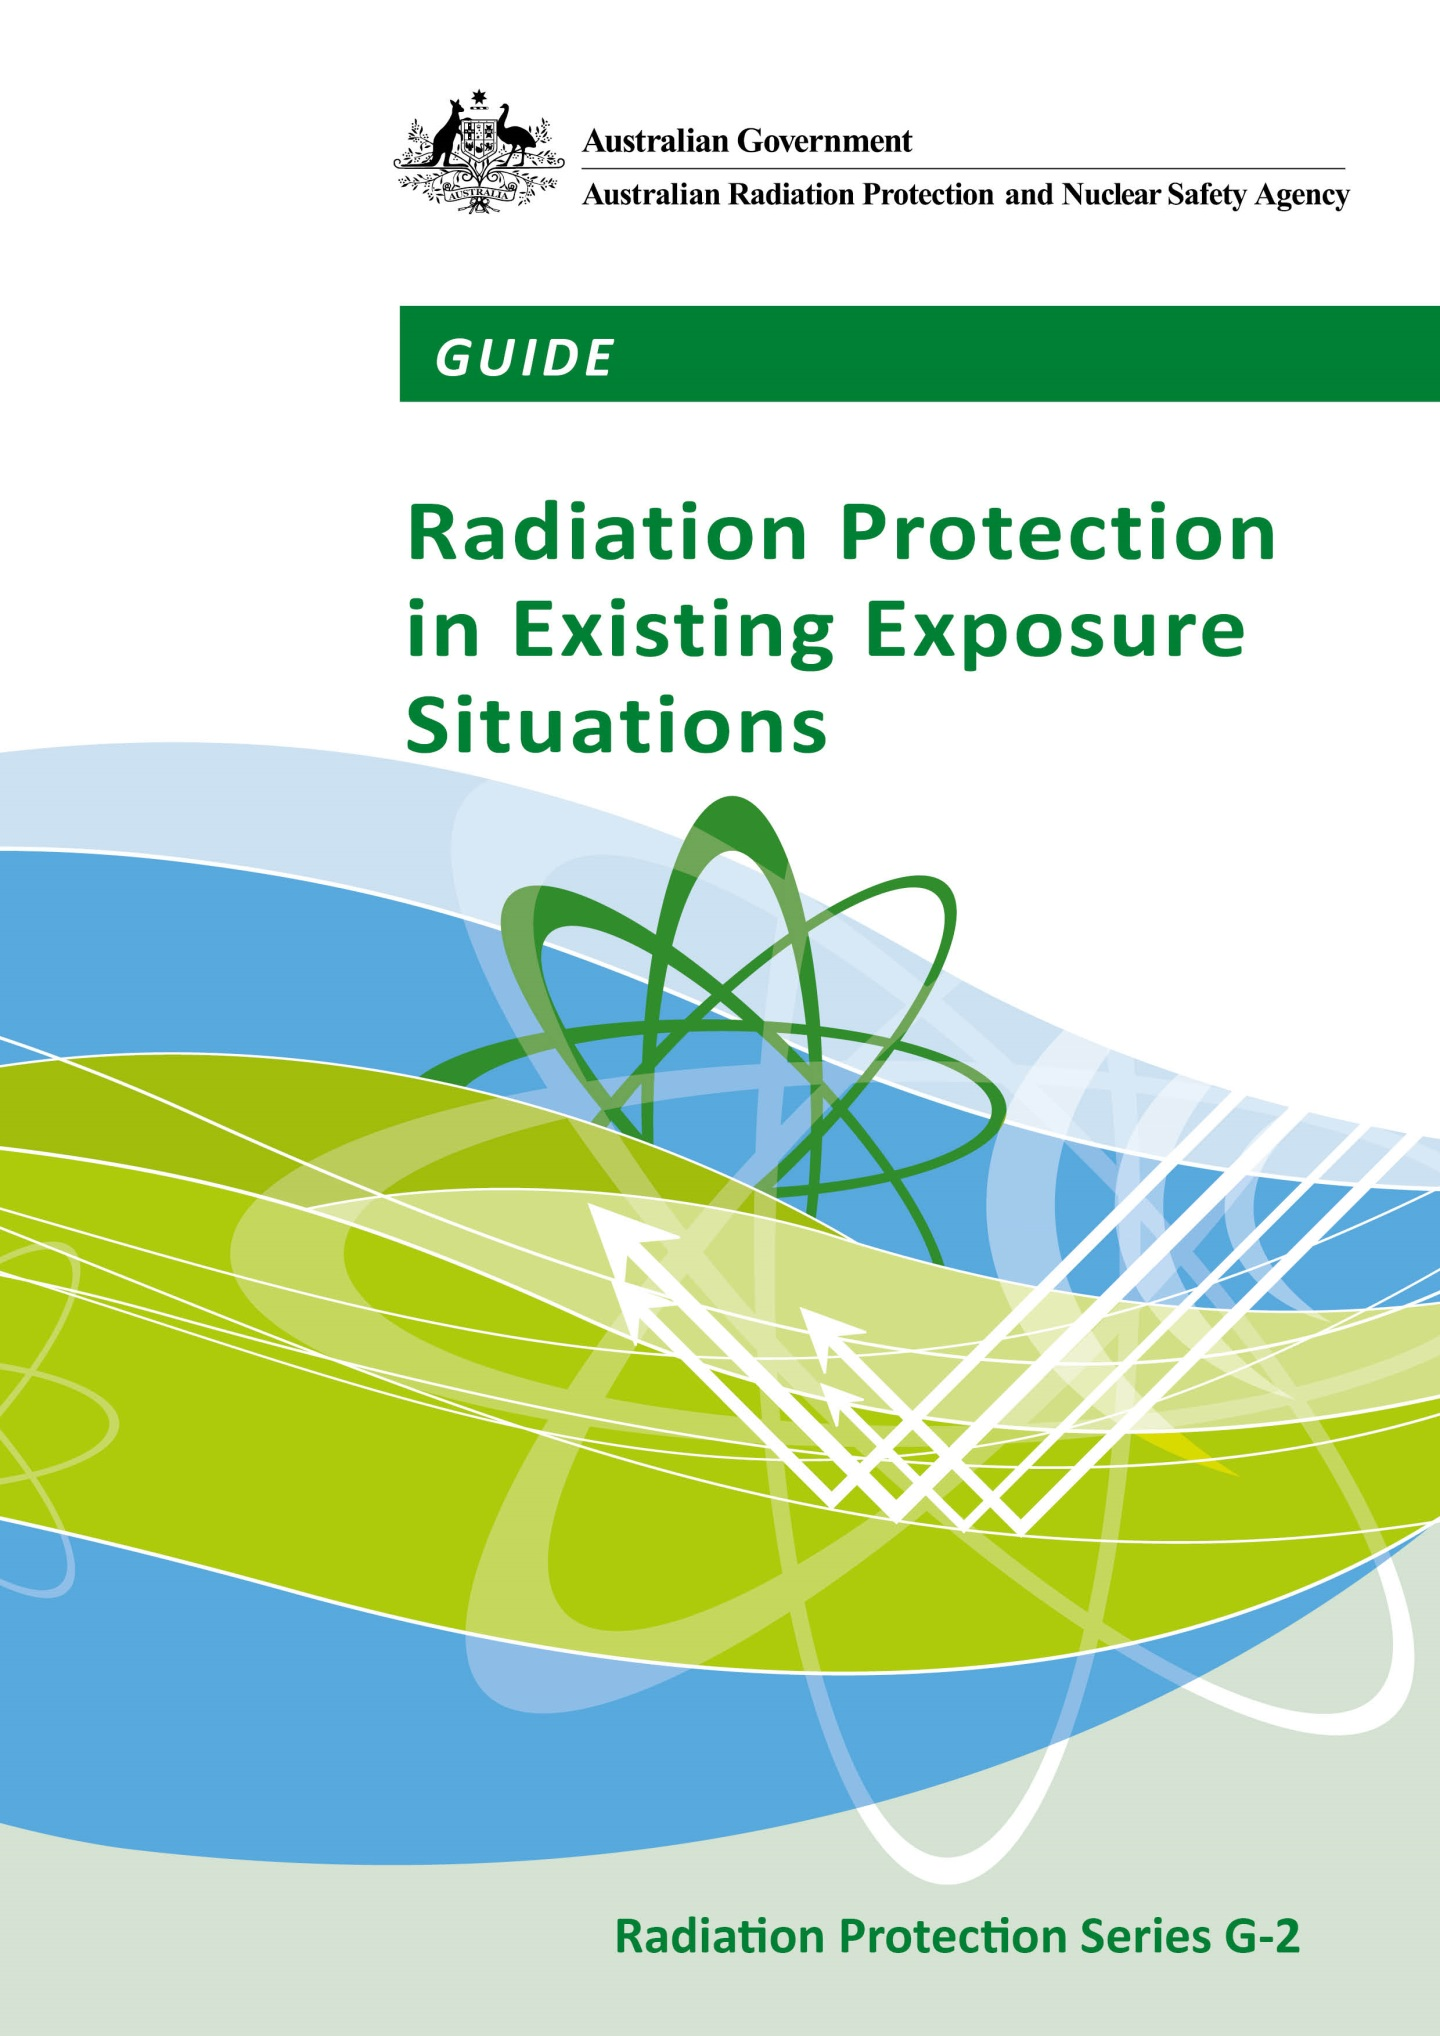 Australian Government
Australian Radiation Protection and Nuclear Safety Agency
AUSTRALIA
GUIDE
Radiation Protection
in Existing Exposure
Situations
Radiation Protection Series G-2